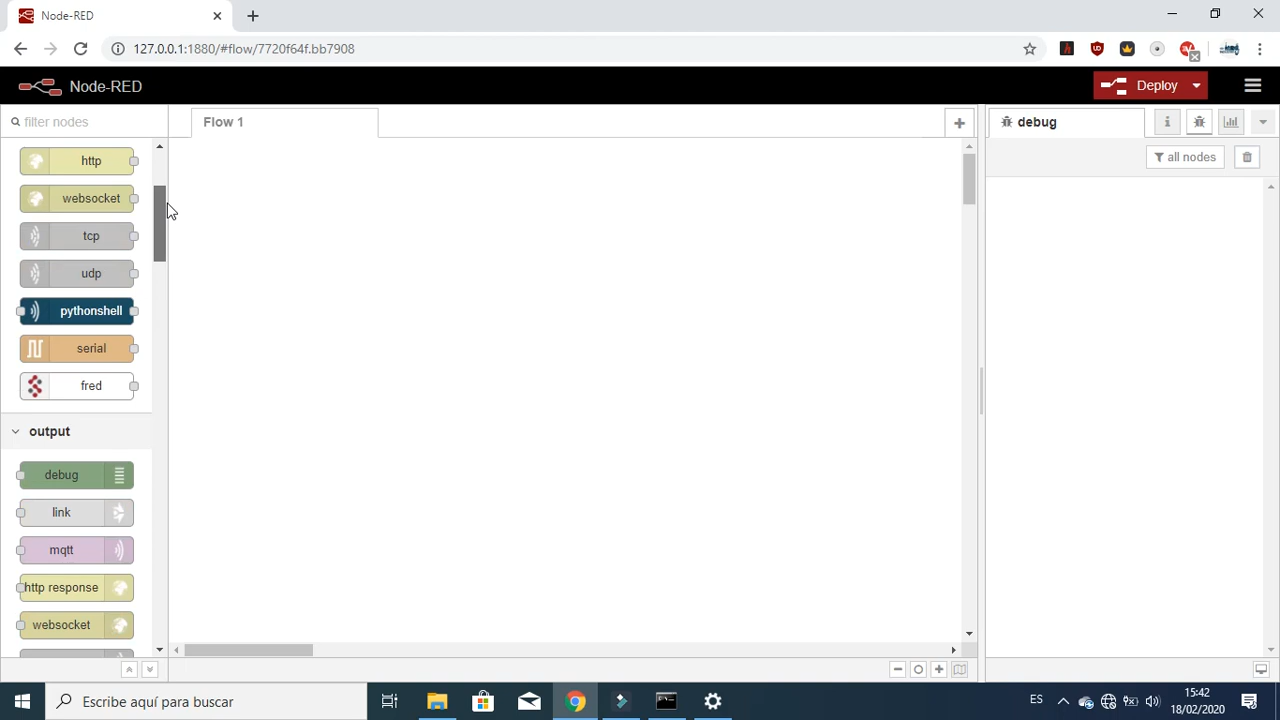 Node-RED
127.0.0.1:1880/#flow/7720f64f.bb7908
Node-RED
Deploy
filter nodes
Flow 1
debug
all nodes
http
websocket
tcp
udp
pythonshell
serial
fred
output
debug
link
mqtt
http response
websocket
Escribe aquí para buscar
ES
15:42
18/02/2020